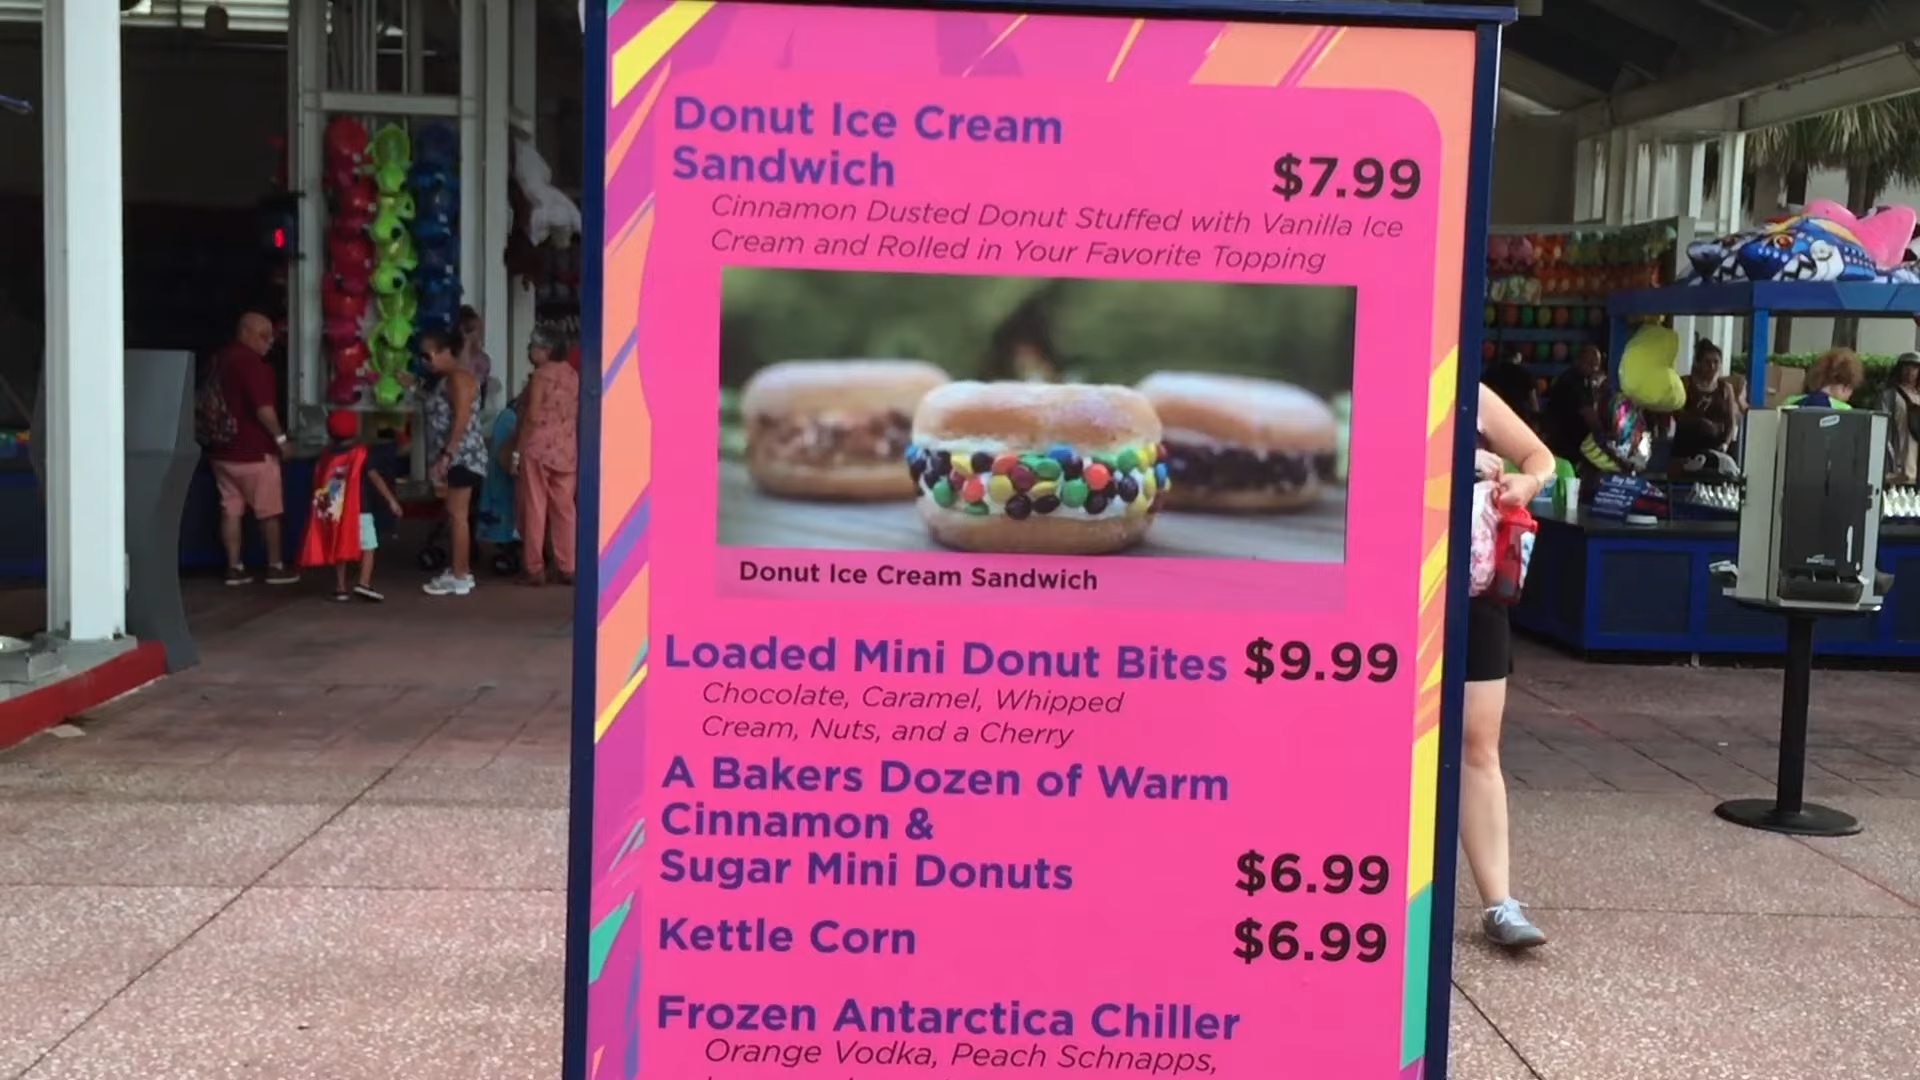 Donut Ice Cream
Sandwich $7.99
Cinnamon Dusted Donut Stuffed with Vanilla Ice
Cream and Rolled in Your Favorite Topping
Donut Ice Cream Sandwich
Loaded Mini Donut Bites $9.99
Chocolate, Caramel, Whipped
Cream, Nuts, and a Cherry
A Bakers Dozen of Warm
Cinnamon &
Sugar Mini Donuts $6.99
Kettle Corn $6.99
Frozen Antarctica Chiller
Orange Vodka, Peach Schnapps,